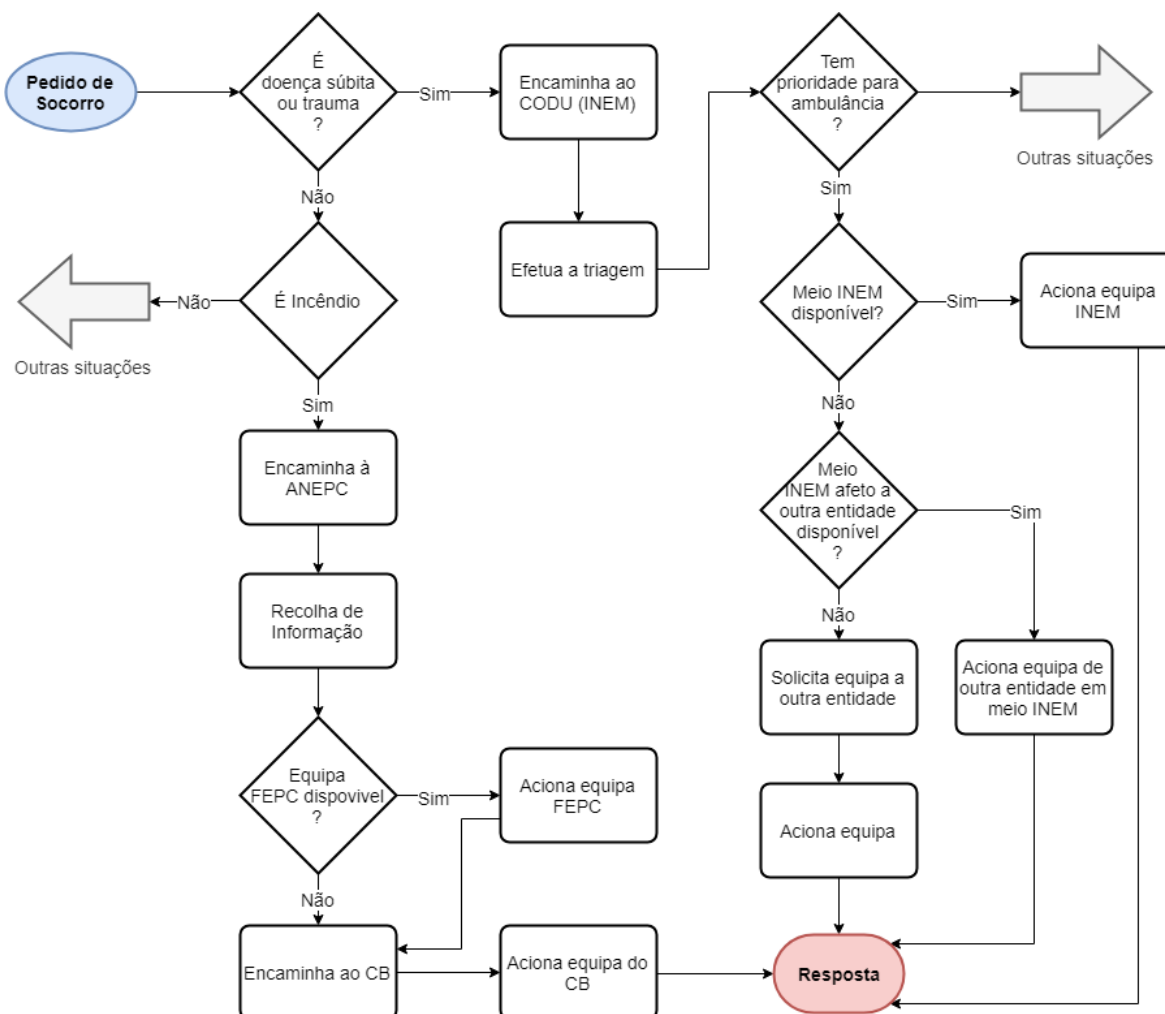 Pedido de
Socorro
É
doença súbita
ou trauma
?
Sim
Encaminha ao
CODU (INEM)
Tem
prioridade para
ambulância
?
Outras situações
Não
Sim
Efetua a triagem
É Incêndio
Não
Outras situações
Meio INEM
disponível?
Sim
Aciona equipa
INEM
Sim
Não
Encaminha à
ANEPC
Meio
INEM afeto a
outra entidade
disponível
?
Sim
Recolha de
Informação
Não
Solicita equipa a
outra entidade
Aciona equipa de
outra entidade em
meio INEM
Equipa
FEPC dispovivel
?
Sim
Aciona equipa
FEPC
Aciona equipa
Não
Encaminha ao CB
Aciona equipa do
CB
Resposta